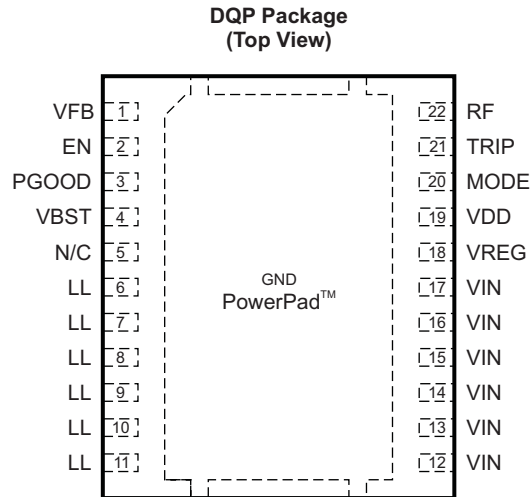 DQP Package
(Top View)
VFB 1 22 RF
EN 2 21 TRIP
PGOOD 3 20 MODE
VBST 4 19 VDD
N/C 5 18 VREG
LL 6 GND 17 VIN
LL 7 PowerPad™ 16 VIN
LL 8 15 VIN
LL 9 14 VIN
LL 10 13 VIN
LL 11 12 VIN